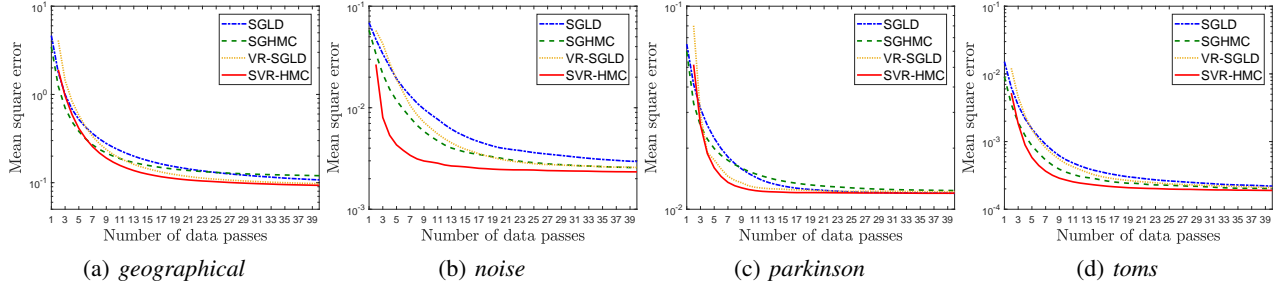 10^1
10^0
10^-1
Mean square error
SGLD
SGHMC
VR-SGLD
SVR-HMC
1 3 5 7 9 11 13 15 17 19 21 23 25 27 29 31 33 35 37 39
Number of data passes
(a) geographical
10^-1
10^-2
10^-3
Mean square error
SGLD
SGHMC
VR-SGLD
SVR-HMC
1 3 5 7 9 11 13 15 17 19 21 23 25 27 29 31 33 35 37 39
Number of data passes
(b) noise
10^-1
10^-2
Mean square error
SGLD
SGHMC
VR-SGLD
SVR-HMC
1 3 5 7 9 11 13 15 17 19 21 23 25 27 29 31 33 35 37 39
Number of data passes
(c) parkinson
10^-2
10^-3
10^-4
Mean square error
SGLD
SGHMC
VR-SGLD
SVR-HMC
1 3 5 7 9 11 13 15 17 19 21 23 25 27 29 31 33 35 37 39
Number of data passes
(d) toms